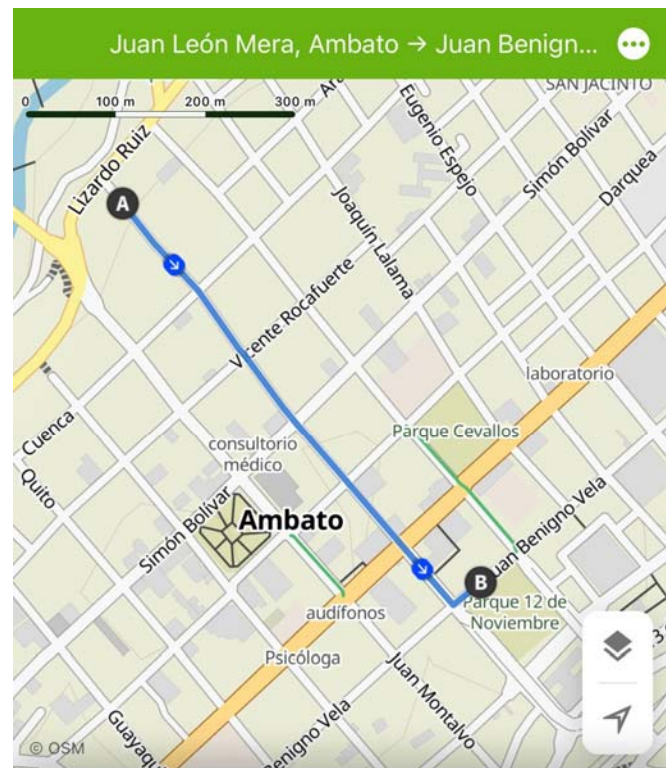 Juan León Mera, Ambato → Juan Benign...
SAN JACINTO
0 100 m 200 m 300 m
Lizardo Ruiz
Eugenio Espejo
Simón Bolívar
Darquea
A
Joaquín Lalama
Vicente Rocafuerte
laboratorio
Cuenca
consultorio
médico
Parque Cevallos
Quito
Simón Bolívar
Ambato
Juan Benigno Vela
B
Parque 12 de
Noviembre
audífonos
Psicóloga
Juan Montalvo
Benigno Vela
Guayaqui
© OSM